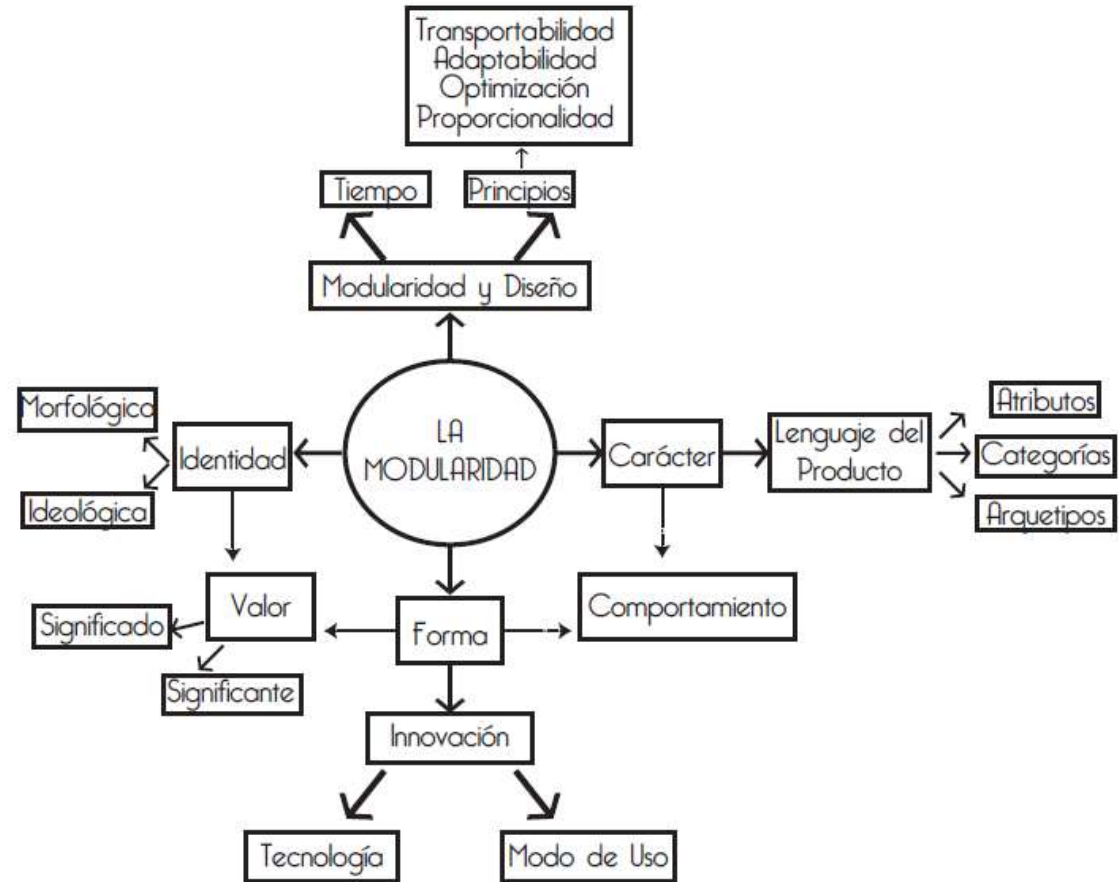 Transportabilidad
Adaptabilidad
Optimización
Proporcionalidad
Tiempo
Principios
Modularidad y Diseño
Morfológica
Ideológica
Identidad
LA
MODULARIDAD
Carácter
Lenguaje del
Producto
Atributos
Categorías
Arquetipos
Significado
Valor
Significante
Forma
Comportamiento
Innovación
Tecnología
Modo de Uso